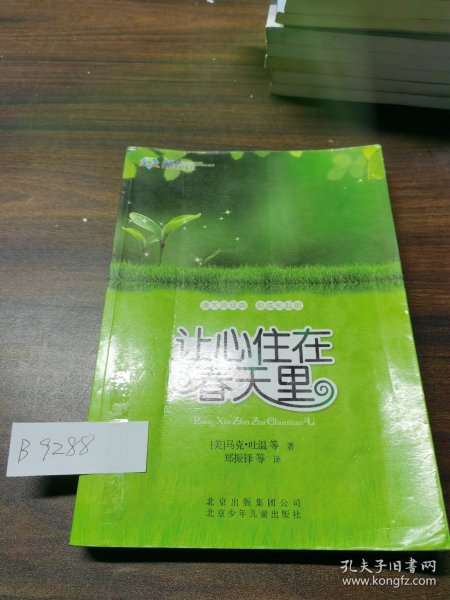 让心住在
春天里
Rang Xin Zhu Zai Chuntian Li
[美]马克·吐温 等 著
郑振铎 等 译
北京出版集团公司
北京少年儿童出版社
B 9288
孔夫子旧书网
www.kongfz.com